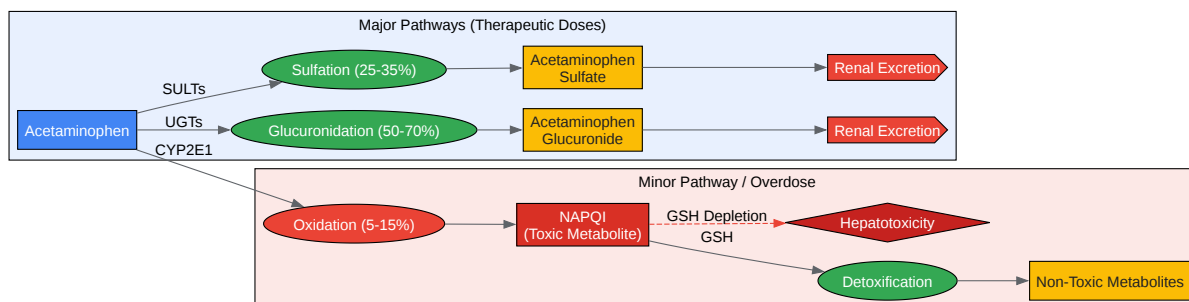 Major Pathways (Therapeutic Doses)
Sulfation (25-35%)
Acetaminophen
Sulfate
Renal Excretion
SULTs
Acetaminophen
UGTs
Glucuronidation (50-70%)
Acetaminophen
Glucuronide
Renal Excretion
CYP2E1
Minor Pathway / Overdose
Oxidation (5-15%)
NAPQI
(Toxic Metabolite)
GSH Depletion
Hepatotoxicity
GSH
Detoxification
Non-Toxic Metabolites